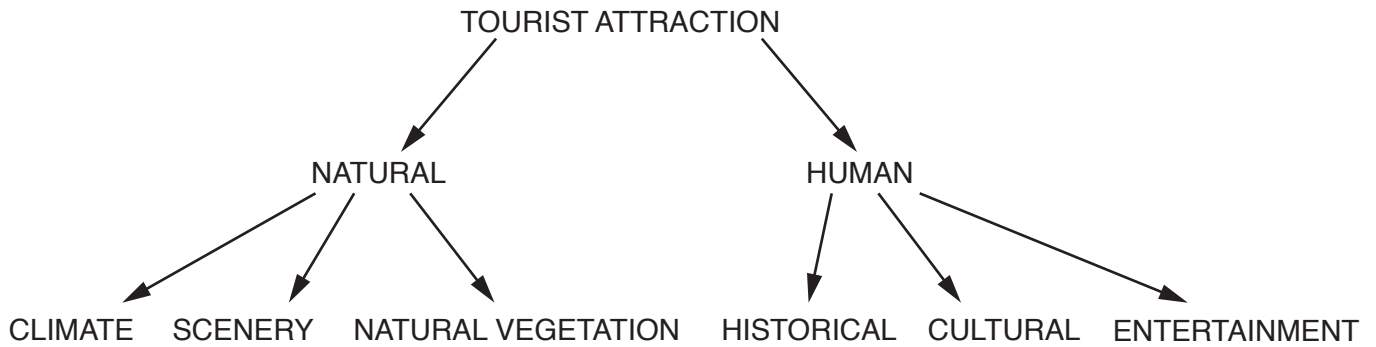 TOURIST ATTRACTION
NATURAL HUMAN
CLIMATE SCENERY NATURAL VEGETATION HISTORICAL CULTURAL ENTERTAINMENT